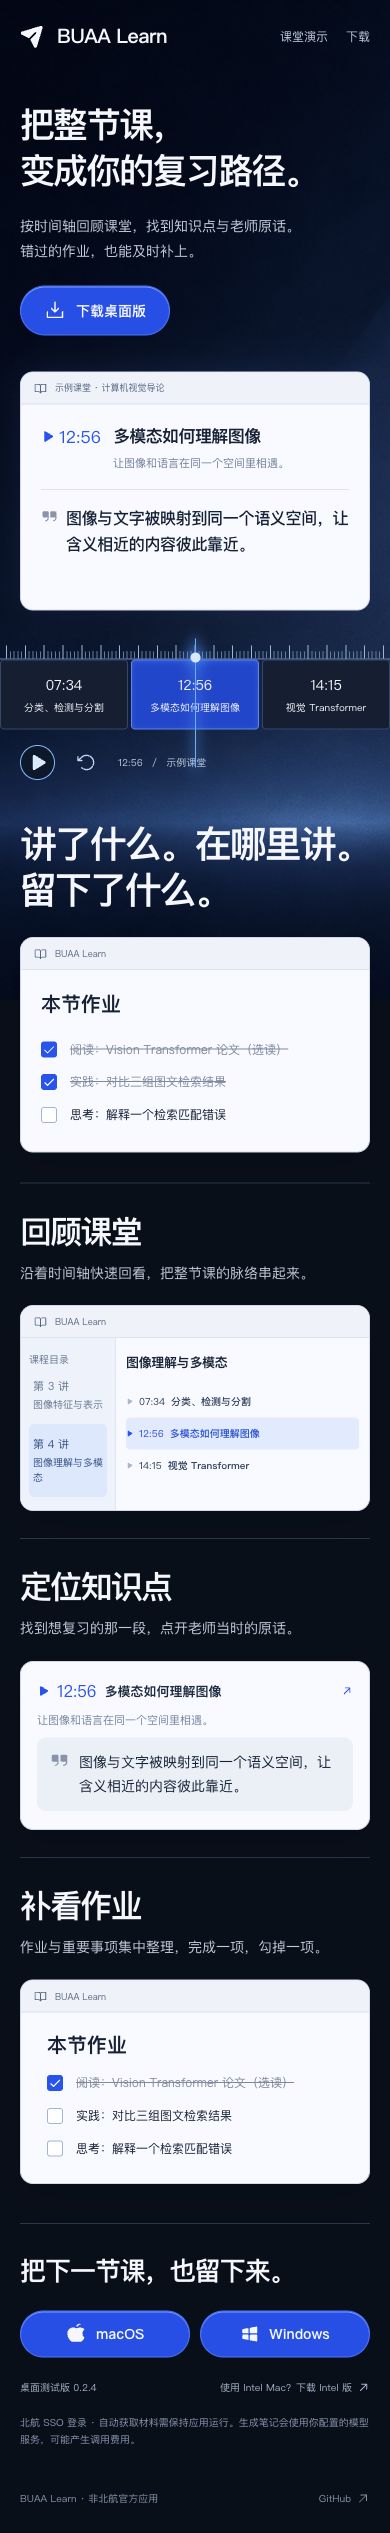 BUAA Learn
课堂演示 下载
把整节课，
变成你的复习路径。
按时间轴回顾课堂，找到知识点与老师原话。
错过的作业，也能及时补上。
下载桌面版
示例课堂 · 计算机视觉导论
12:56 多模态如何理解图像
让图像和语言在同一个空间里相遇。
图像与文字被映射到同一个语义空间，让
含义相近的内容彼此靠近。
07:34 12:56 14:15
分类、检测与分割 多模态如何理解图像 视觉 Transformer
12:56 / 示例课堂
讲了什么。在哪里讲。
留下了什么。
BUAA Learn
本节作业
阅读：Vision Transformer 论文（选读）
实践：对比三组图文检索结果
思考：解释一个检索匹配错误
回顾课堂
沿着时间轴快速回看，把整节课的脉络串起来。
BUAA Learn
课程目录
第 3 讲
图像特征与表示
第 4 讲
图像理解与多模
态
图像理解与多模态
07:34 分类、检测与分割
12:56 多模态如何理解图像
14:15 视觉 Transformer
定位知识点
找到想复习的那一段，点开老师当时的原话。
12:56 多模态如何理解图像
让图像和语言在同一个空间里相遇。
图像与文字被映射到同一个语义空间，让
含义相近的内容彼此靠近。
补看作业
作业与重要事项集中整理，完成一项，勾掉一项。
BUAA Learn
本节作业
阅读：Vision Transformer 论文（选读）
实践：对比三组图文检索结果
思考：解释一个检索匹配错误
把下一节课，也留下来。
macOS Windows
桌面测试版 0.2.4 使用 Intel Mac？下载 Intel 版 ↗
北航 SSO 登录 · 自动获取材料需保持应用运行。生成笔记会使用你配置的模型
服务，可能产生调用费用。
BUAA Learn · 非北航官方应用 GitHub ↗